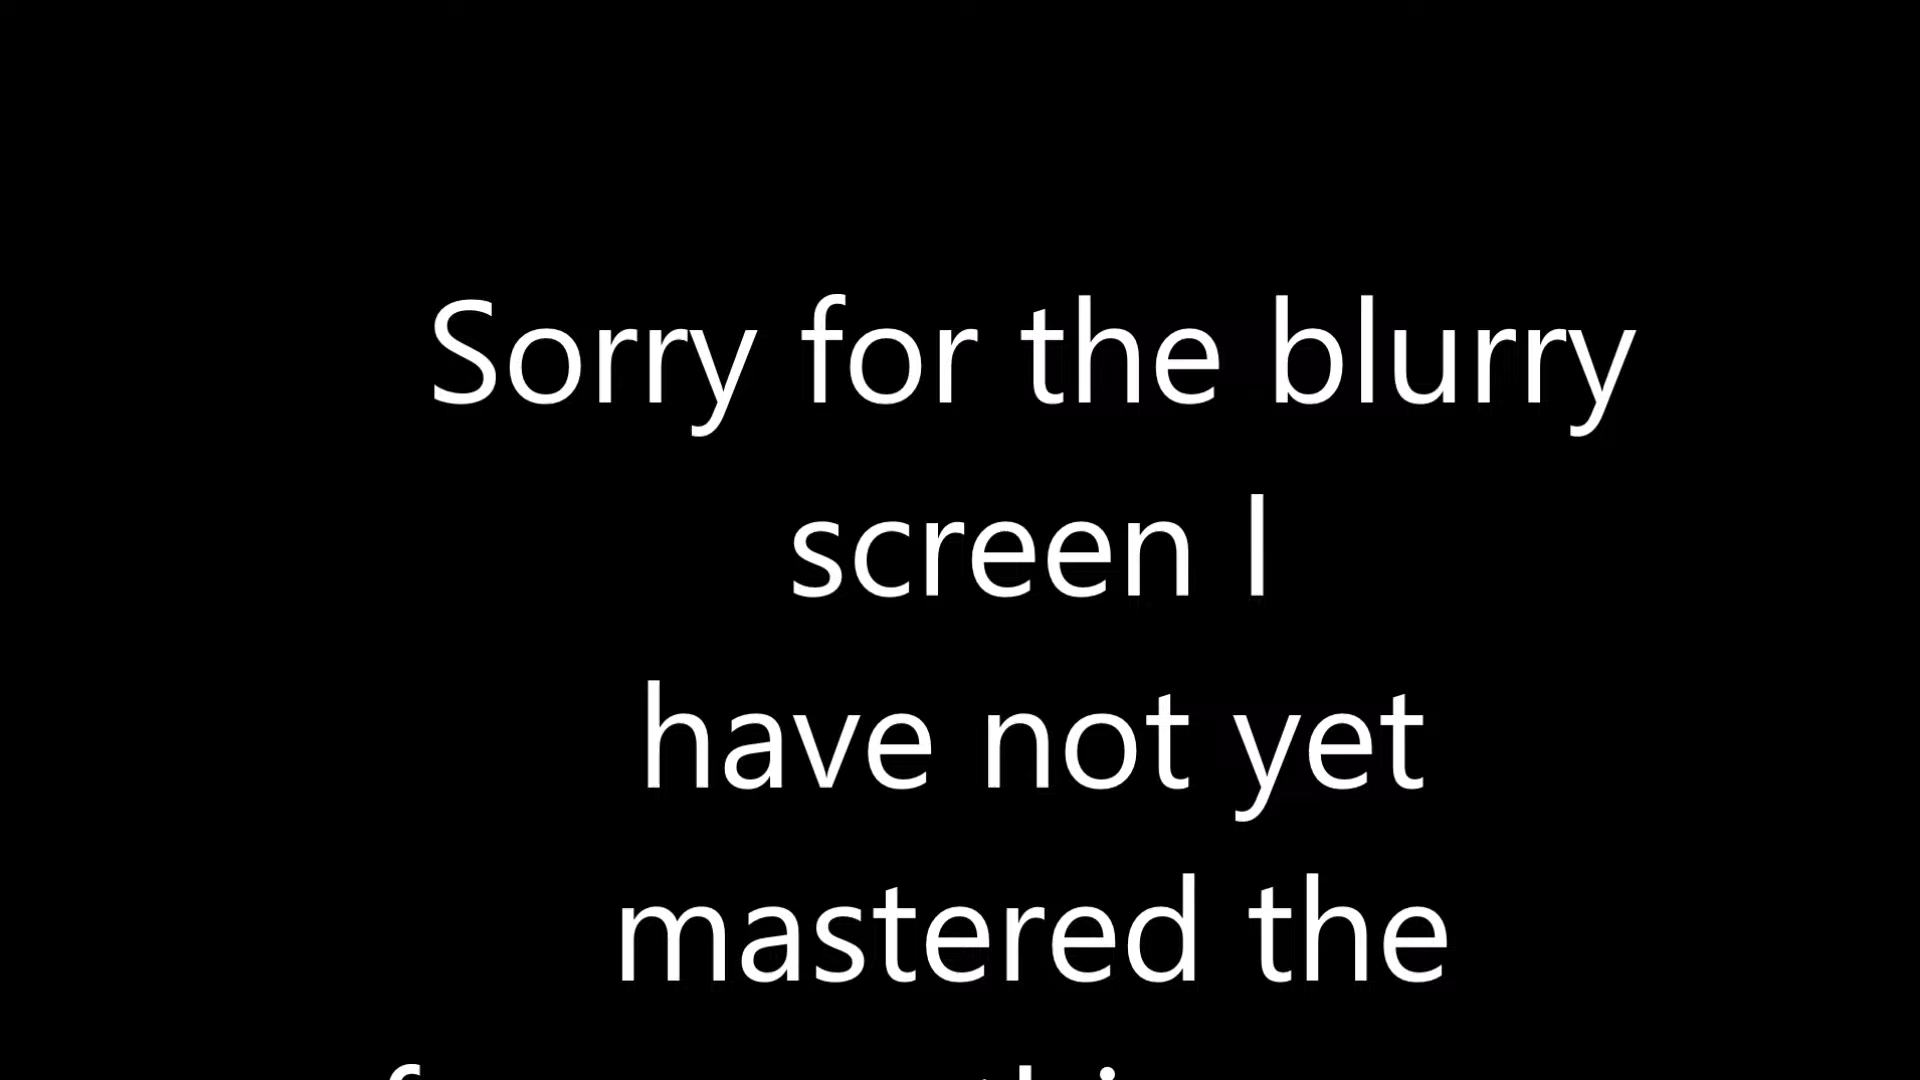 Sorry for the blurry
screen I
have not yet
mastered the